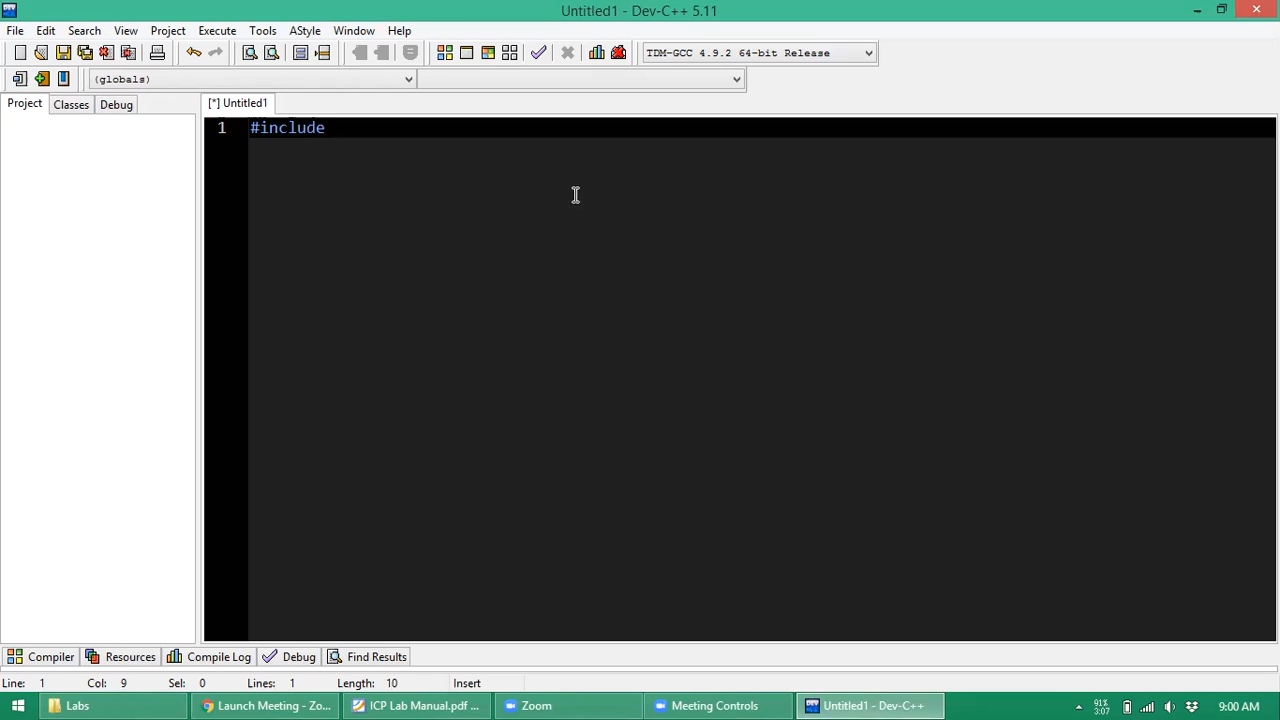 Untitled1 - Dev-C++ 5.11
File Edit Search View Project Execute Tools AStyle Window Help
TDM-GCC 4.9.2 64-bit Release
(globals)
Project Classes Debug [*] Untitled1
1 #include
Compiler Resources Compile Log Debug Find Results
Line: 1 Col: 9 Sel: 0 Lines: 1 Length: 10 Insert
Labs Launch Meeting - Zo... ICP Lab Manual.pdf ... Zoom Meeting Controls Untitled1 - Dev-C++ 91% 3:07 9:00 AM